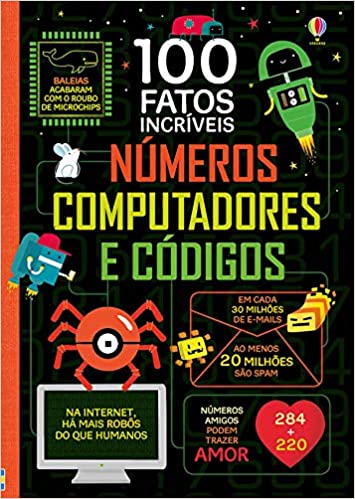 100
FATOS
INCRÍVEIS
USBORNE
BALEIAS
ACABARAM
COM O ROUBO
DE MICROCHIPS
NÚMEROS
COMPUTADORES
E CÓDIGOS
EM CADA
30 MILHÕES
DE E-MAILS
AO MENOS
20 MILHÕES
SÃO SPAM
NA INTERNET,
HÁ MAIS ROBÔS
DO QUE HUMANOS
NÚMEROS
AMIGOS
PODEM
TRAZER
AMOR
284
+
220